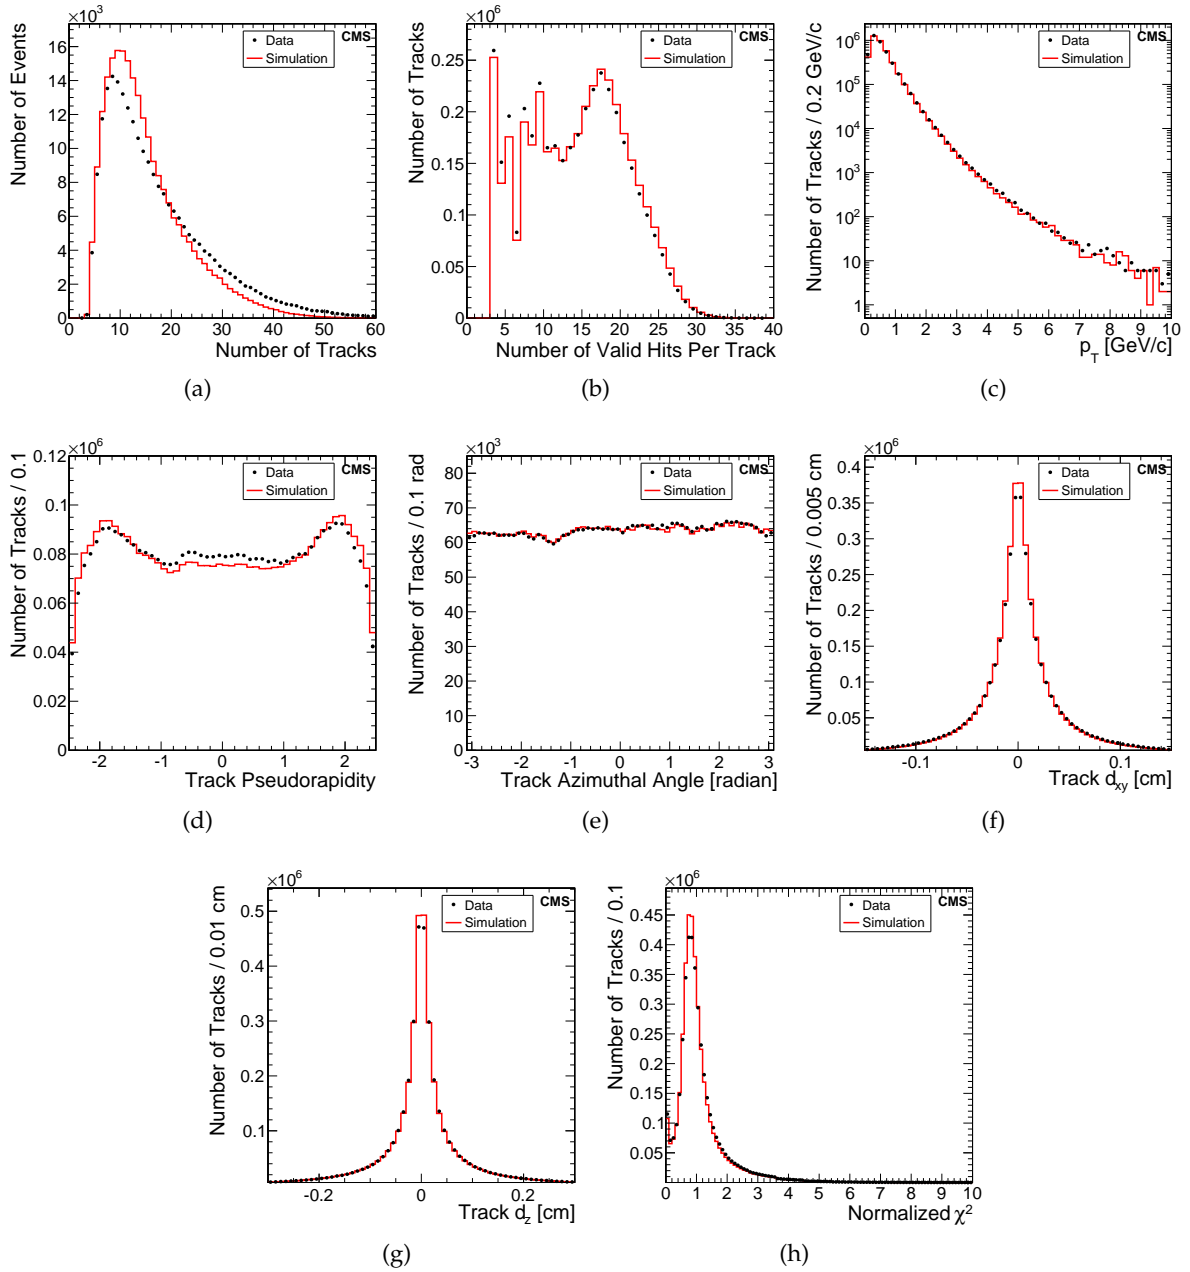 ×10³
Number of Events
16
14
12
10
8
6
4
2
0
0 10 20 30 40 50 60
Number of Tracks
Data
Simulation
CMS
(a)
×10⁶
Number of Tracks
0.25
0.2
0.15
0.1
0.05
0
0 5 10 15 20 25 30 35 40
Number of Valid Hits Per Track
Data
Simulation
CMS
(b)
Number of Tracks / 0.2 GeV/c
10⁶
10⁵
10⁴
10³
10²
10
1
0 1 2 3 4 5 6 7 8 9 10
p_T [GeV/c]
Data
Simulation
CMS
(c)
×10⁶
Number of Tracks / 0.1
0.12
0.1
0.08
0.06
0.04
0.02
0
-2 -1 0 1 2
Track Pseudorapidity
Data
Simulation
CMS
(d)
×10³
Number of Tracks / 0.1 rad
80
70
60
50
40
30
20
10
0
-3 -2 -1 0 1 2 3
Track Azimuthal Angle [radian]
Data
Simulation
CMS
(e)
×10⁶
Number of Tracks / 0.005 cm
0.4
0.35
0.3
0.25
0.2
0.15
0.1
0.05
-0.1 0 0.1
Track d_xy [cm]
Data
Simulation
CMS
(f)
×10⁶
Number of Tracks / 0.01 cm
0.5
0.4
0.3
0.2
0.1
-0.2 0 0.2
Track d_z [cm]
Data
Simulation
CMS
(g)
×10⁶
Number of Tracks / 0.1
0.45
0.4
0.35
0.3
0.25
0.2
0.15
0.1
0.05
0 1 2 3 4 5 6 7 8 9 10
Normalized χ²
Data
Simulation
CMS
(h)